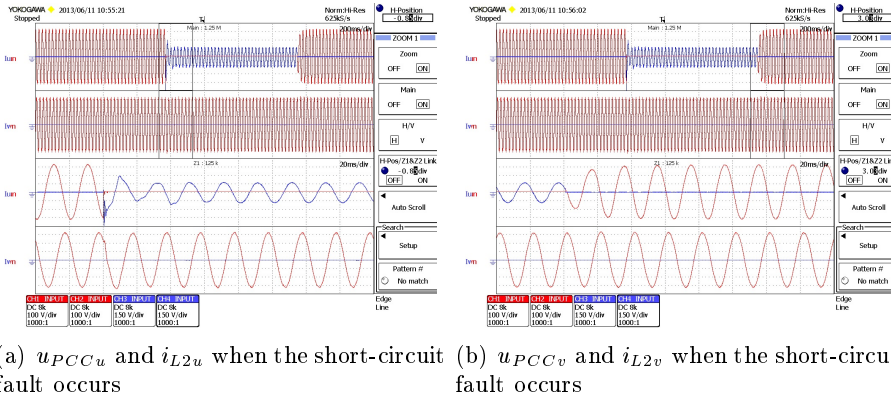 YOKOGAWA 2013/06/11 10:55:21
Stopped
Norm:Hi-Res
625kS/s
200ms/div
Main : 1.25 M
Z1 : 125 k
20ms/div
H-Position
ZOOM 1
Zoom
OFF ON
Main
OFF ON
H/V
H V
H-Pos/Z1&Z2 Link
OFF ON
Auto Scroll
Search
Setup
Pattern #
No match
CH1 INPUT
DC 8k
100 V/div
1000:1
CH2 INPUT
DC 8k
100 V/div
1000:1
CH3 INPUT
DC 8k
150 V/div
1000:1
CH4 INPUT
DC 8k
150 V/div
1000:1
Edge
Line
YOKOGAWA 2013/06/11 10:56:02
Stopped
Norm:Hi-Res
625kS/s
200ms/div
Main : 1.25 M
Z1 : 125 k
20ms/div
H-Position
ZOOM 1
Zoom
OFF ON
Main
OFF ON
H/V
H V
H-Pos/Z1&Z2 Link
OFF ON
Auto Scroll
Search
Setup
Pattern #
No match
CH1 INPUT
DC 8k
100 V/div
1000:1
CH2 INPUT
DC 8k
100 V/div
1000:1
CH3 INPUT
DC 8k
150 V/div
1000:1
CH4 INPUT
DC 8k
150 V/div
1000:1
Edge
Line
a) uPCCu and iL2u when the short-circuit
fault occurs
(b) uPCCv and iL2v when the short-circu
fault occurs